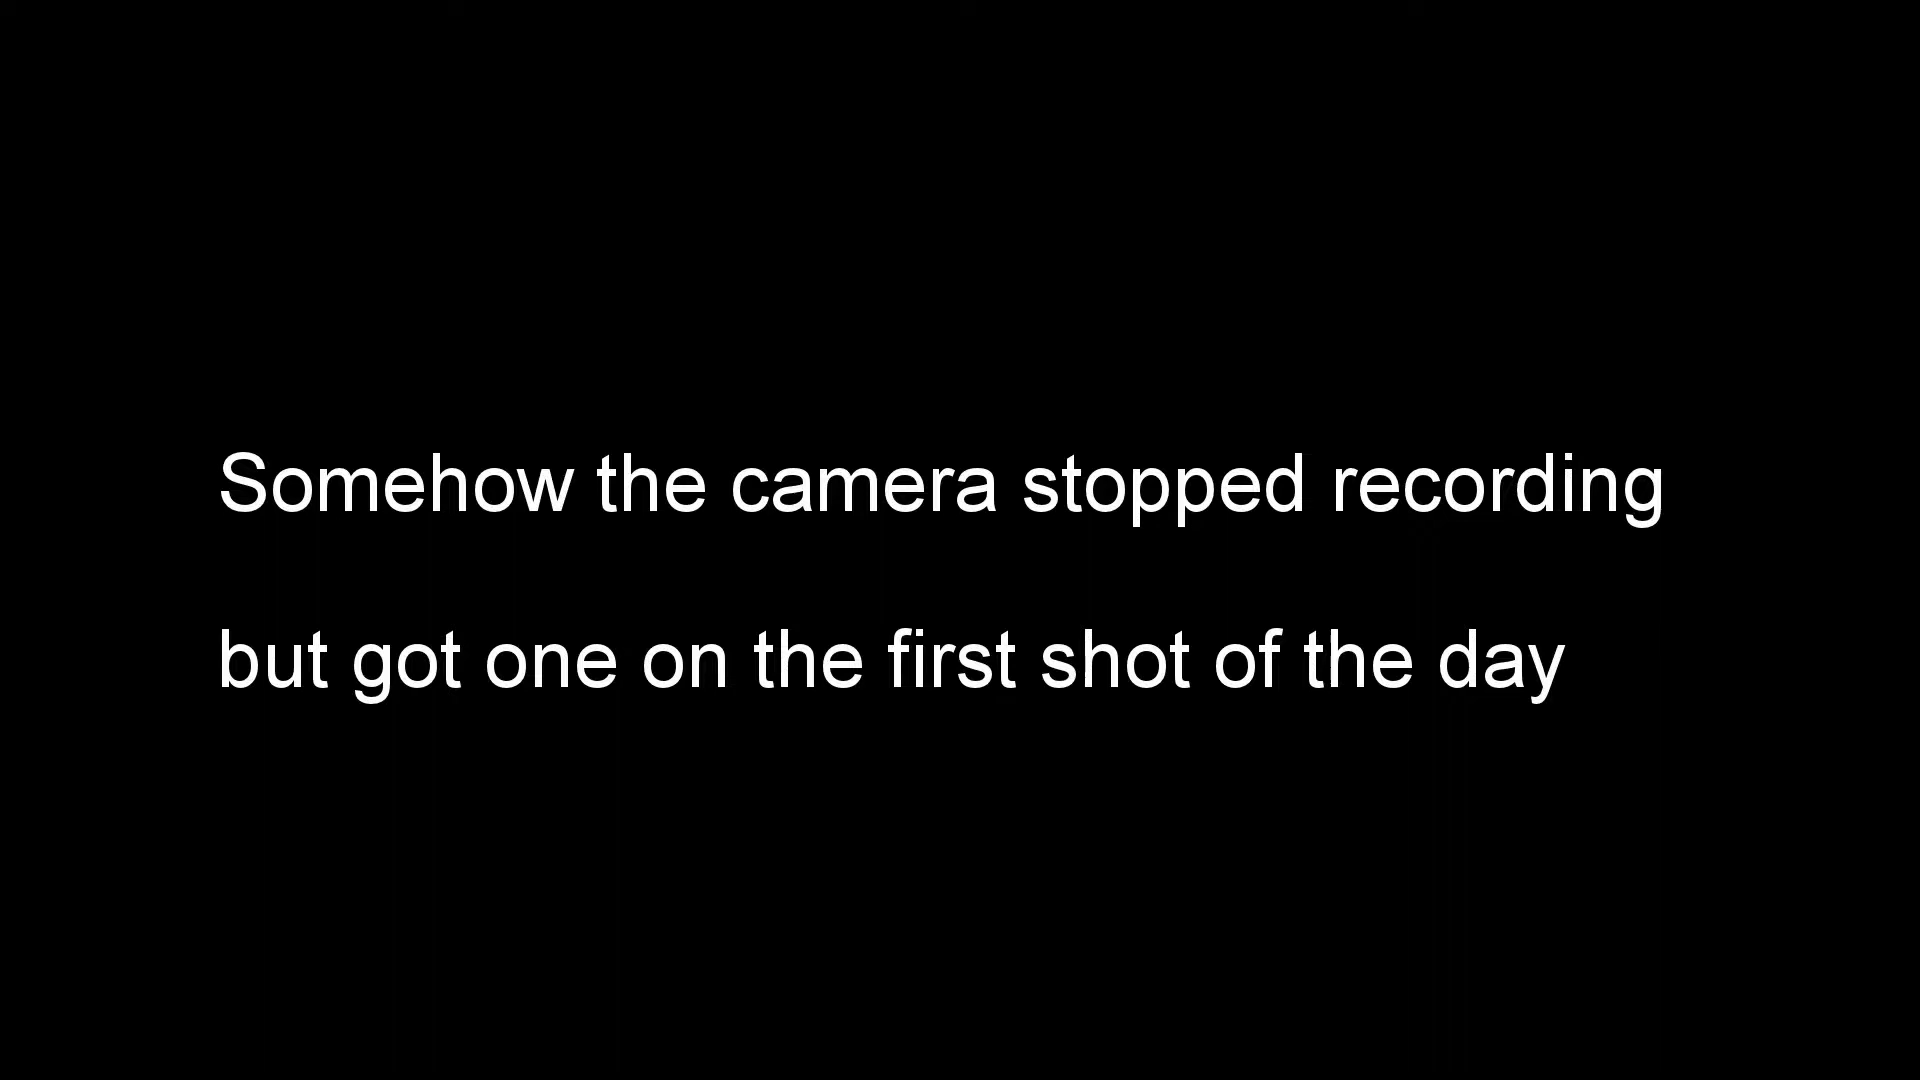 Somehow the camera stopped recording
but got one on the first shot of the day